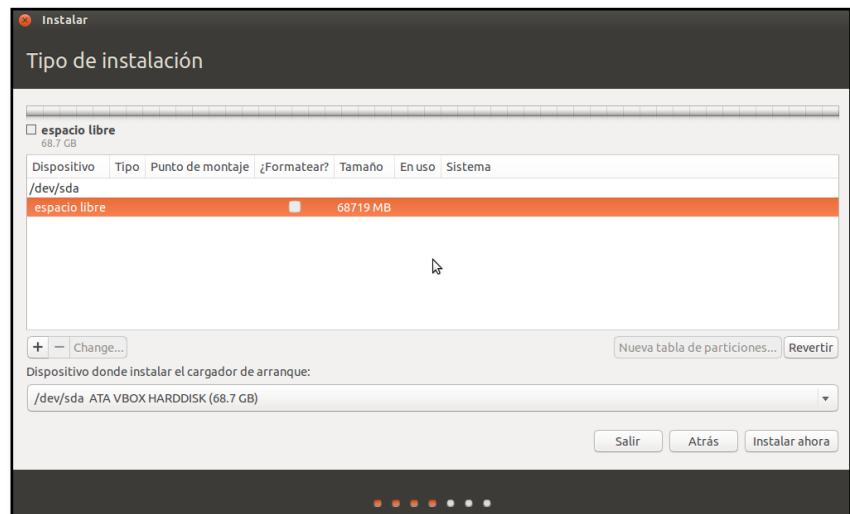 Instalar
Tipo de instalación
espacio libre
68.7 GB
Dispositivo Tipo Punto de montaje ¿Formatear? Tamaño En uso Sistema
/dev/sda
espacio libre 68719 MB
+ − Change... Nueva tabla de particiones... Revertir
Dispositivo donde instalar el cargador de arranque:
/dev/sda ATA VBOX HARDDISK (68.7 GB)
Salir Atrás Instalar ahora